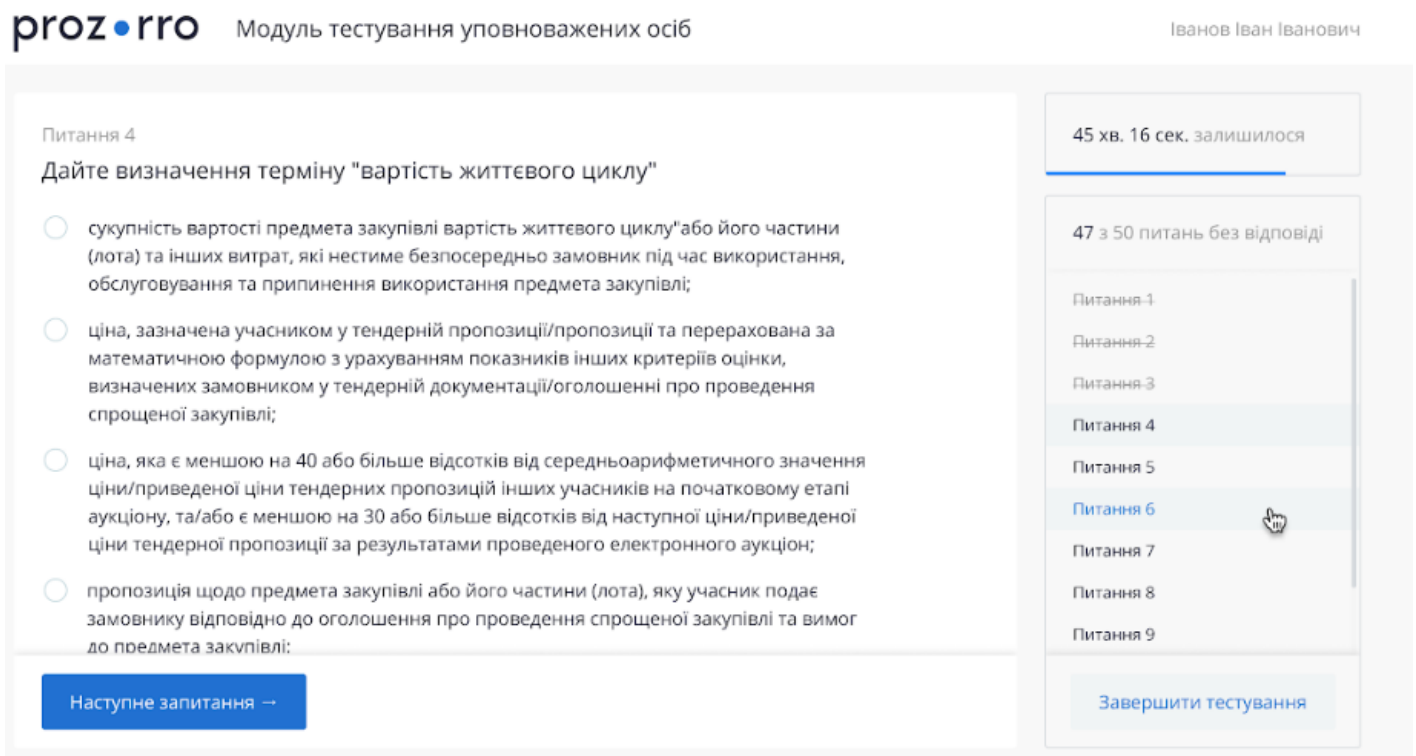 prozorro Модуль тестування уповноважених осіб
Іванов Іван Іванович
Питання 4
Дайте визначення терміну "вартість життєвого циклу"
сукупність вартості предмета закупівлі вартість життєвого циклу"або його частини
(лота) та інших витрат, які нестиме безпосередньо замовник під час використання,
обслуговування та припинення використання предмета закупівлі;
ціна, зазначена учасником у тендерній пропозиції/пропозиції та перерахована за
математичною формулою з урахуванням показників інших критеріїв оцінки,
визначених замовником у тендерній документації/оголошенні про проведення
спрощеної закупівлі;
ціна, яка є меншою на 40 або більше відсотків від середньоарифметичного значення
ціни/приведеної ціни тендерних пропозицій інших учасників на початковому етапі
аукціону, та/або є меншою на 30 або більше відсотків від наступної ціни/приведеної
ціни тендерної пропозиції за результатами проведеного електронного аукціон;
пропозиція щодо предмета закупівлі або його частини (лота), яку учасник подає
замовнику відповідно до оголошення про проведення спрощеної закупівлі та вимог
до предмета закупівлі;
Наступне запитання →
45 хв. 16 сек. залишилося
47 з 50 питань без відповіді
Питання 1
Питання 2
Питання 3
Питання 4
Питання 5
Питання 6
Питання 7
Питання 8
Питання 9
Завершити тестування